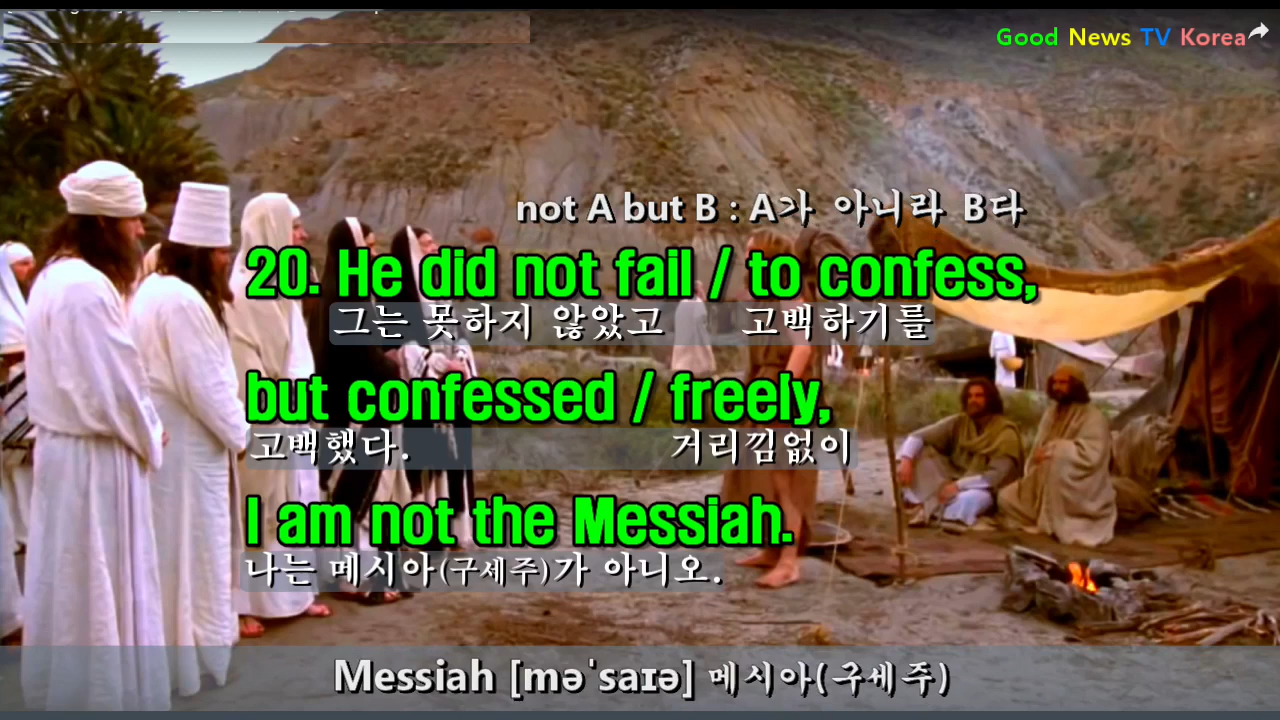 Good News TV Korea
not A but B : A가 아니라 B다
20. He did not fail / to confess,
그는 못하지 않았고 고백하기를
but confessed / freely,
고백했다. 거리낌없이
I am not the Messiah.
나는 메시아(구세주)가 아니오.
Messiah [məˈsaɪə] 메시아(구세주)